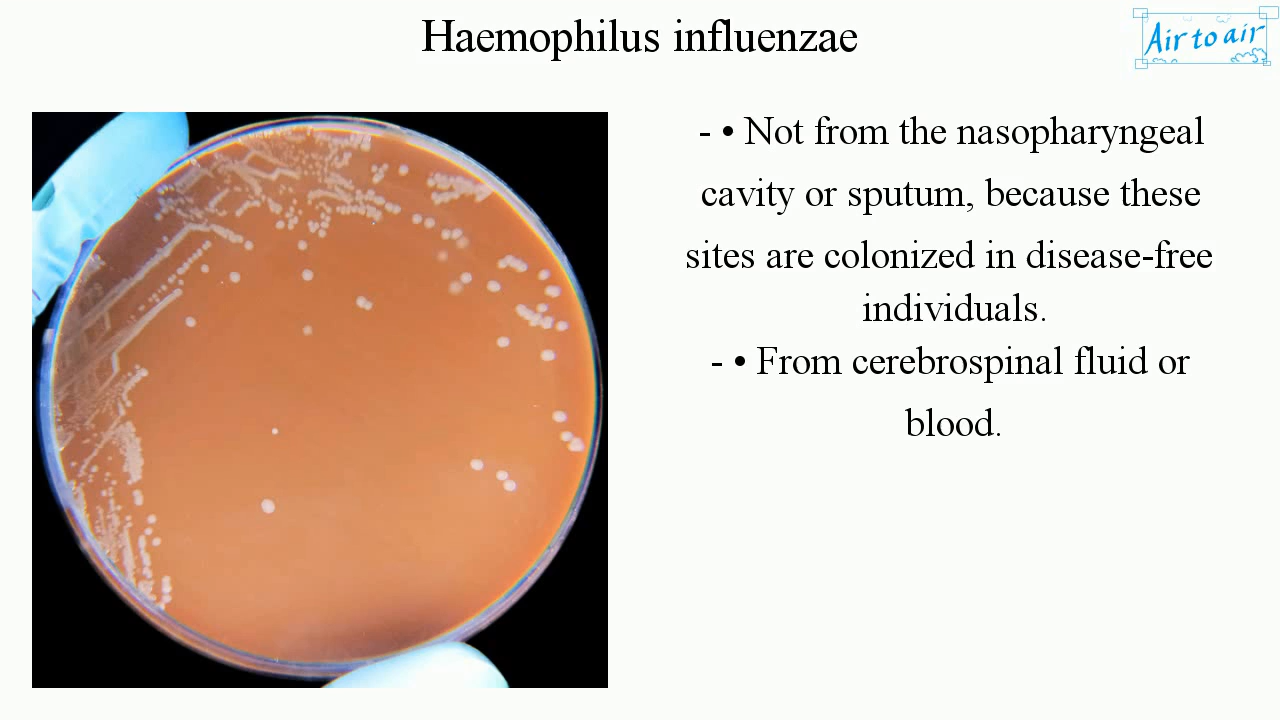 Haemophilus influenzae
Air to air
- • Not from the nasopharyngeal
cavity or sputum, because these
sites are colonized in disease-free
individuals.
- • From cerebrospinal fluid or
blood.